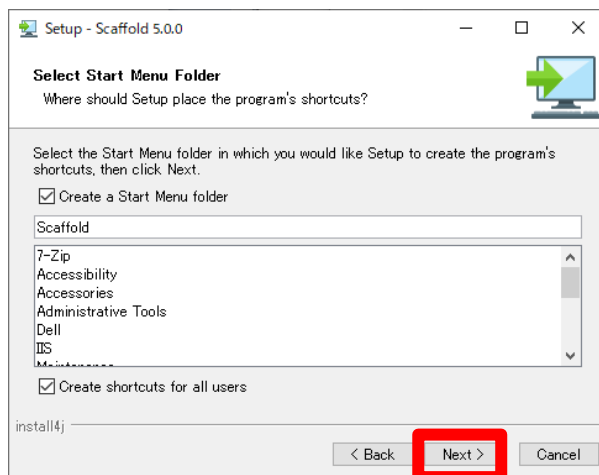 Setup - Scaffold 5.0.0
Select Start Menu Folder
Where should Setup place the program's shortcuts?
Select the Start Menu folder in which you would like Setup to create the program's
shortcuts, then click Next.
Create a Start Menu folder
Scaffold
7-Zip
Accessibility
Accessories
Administrative Tools
Dell
IIS
Maintenance
Create shortcuts for all users
install4j
< Back
Next >
Cancel